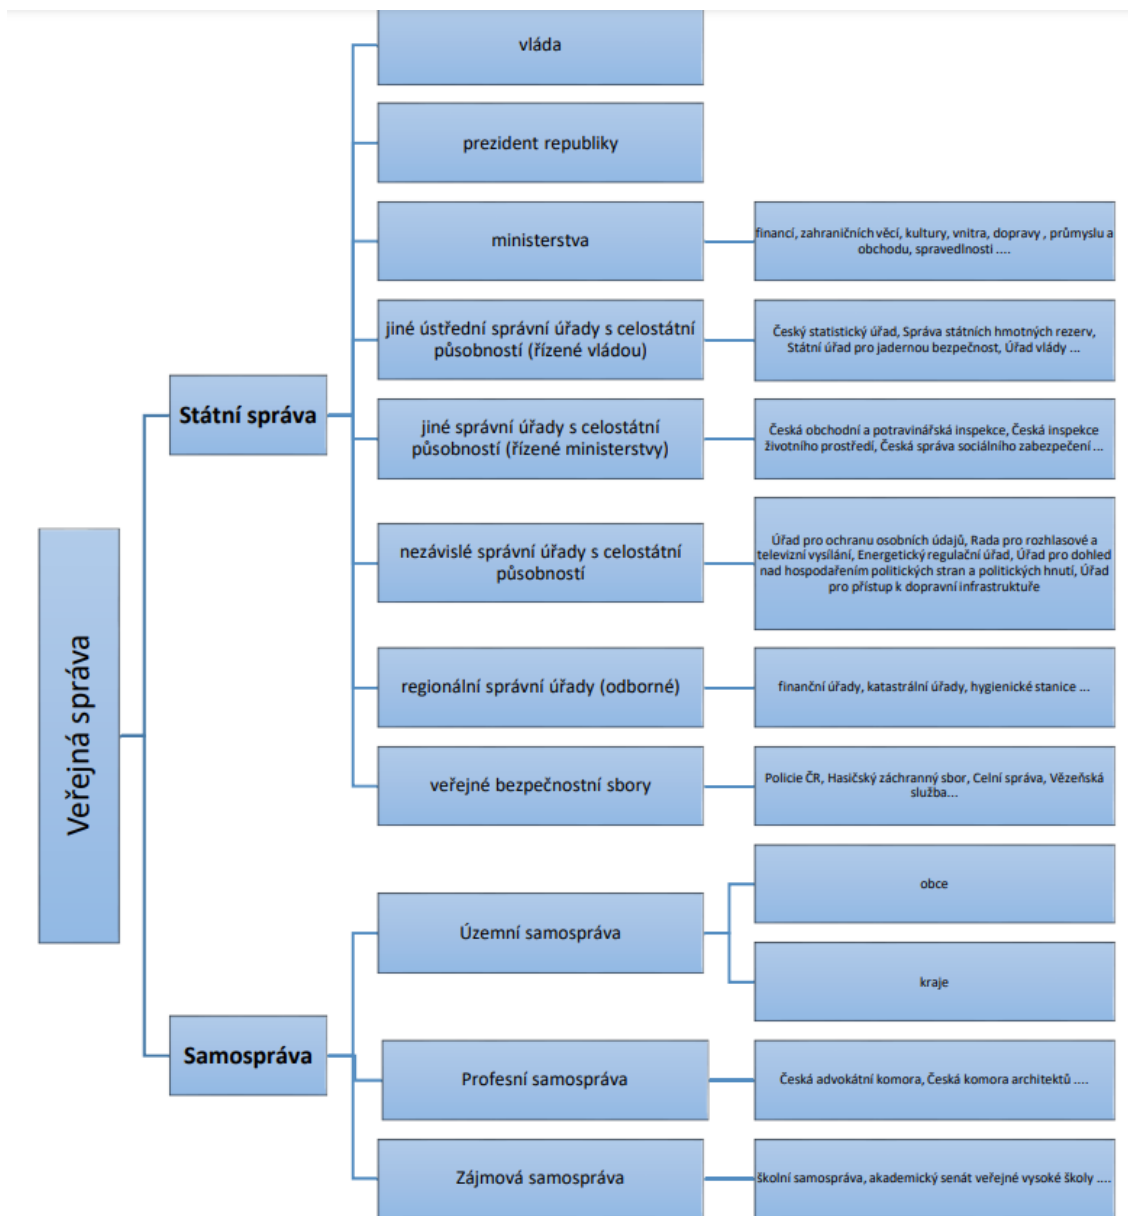 vláda
prezident republiky
ministerstva
financí, zahraničních věcí, kultury, vnitra, dopravy , průmyslu a
obchodu, spravedlnosti ....
jiné ústřední správní úřady s celostátní
působností (řízené vládou)
Český statistický úřad, Správa státních hmotných rezerv,
Státní úřad pro jadernou bezpečnost, Úřad vlády ...
Státní správa
jiné správní úřady s celostátní
působností (řízené ministerstvy)
Česká obchodní a potravinářská inspekce, Česká inspekce
životního prostředí, Česká správa sociálního zabezpečení ...
nezávislé správní úřady s celostátní
působností
Úřad pro ochranu osobních údajů, Rada pro rozhlasové a
televizní vysílání, Energetický regulační úřad, Úřad pro dohled
nad hospodařením politických stran a politických hnutí, Úřad
pro přístup k dopravní infrastruktuře
Veřejná správa
regionální správní úřady (odborné)
finanční úřady, katastrální úřady, hygienické stanice ...
veřejné bezpečnostní sbory
Policie ČR, Hasičský záchranný sbor, Celní správa, Vězeňská
služba...
Územní samospráva
obce
kraje
Samospráva
Profesní samospráva
Česká advokátní komora, Česká komora architektů ....
Zájmová samospráva
školní samospráva, akademický senát veřejné vysoké školy ....